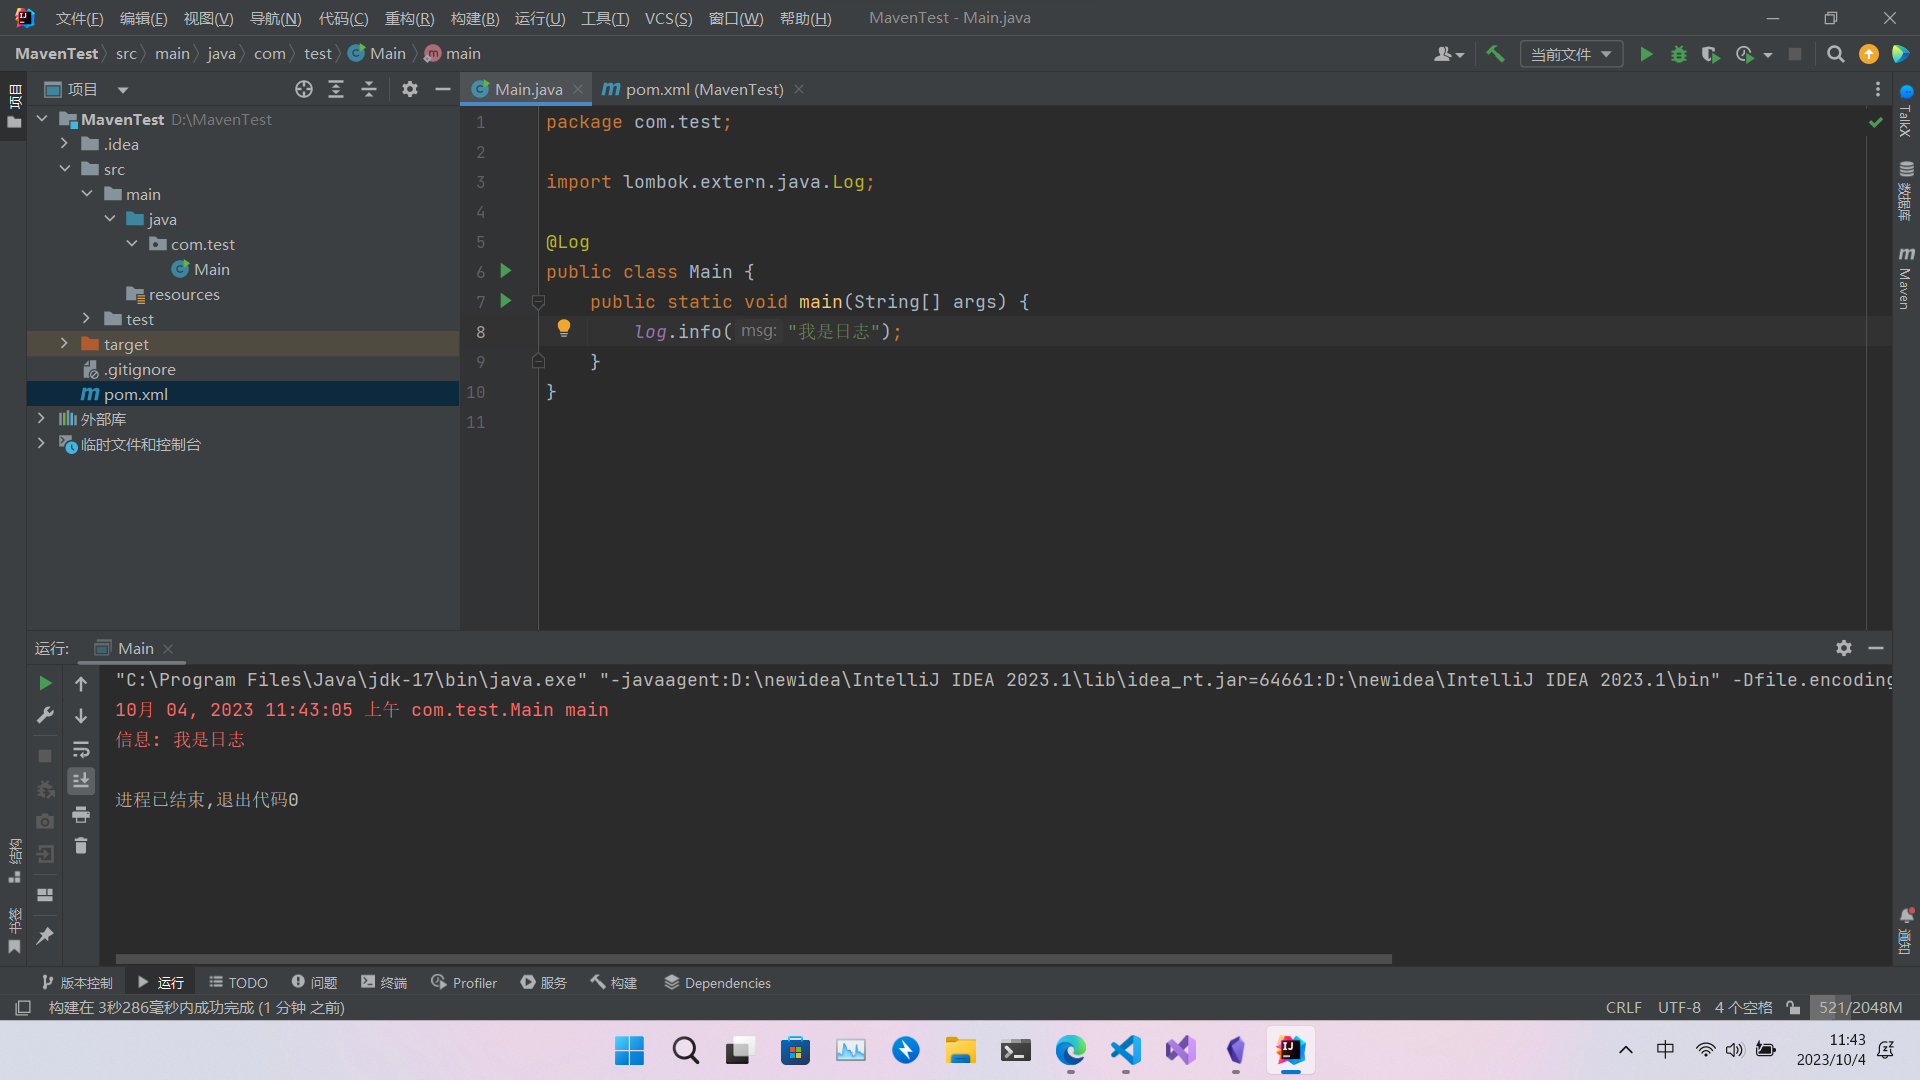 文件(F) 编辑(E) 视图(V) 导航(N) 代码(C) 重构(R) 构建(B) 运行(U) 工具(T) VCS(S) 窗口(W) 帮助(H) MavenTest - Main.java
MavenTest src main java com test Main main 当前文件
项目
项目
MavenTest D:\MavenTest
.idea
src
main
java
com.test
Main
resources
test
target
.gitignore
pom.xml
外部库
临时文件和控制台
Main.java pom.xml (MavenTest)
1 package com.test;
2
3 import lombok.extern.java.Log;
4
5 @Log
6 public class Main {
7 public static void main(String[] args) {
8 log.info( msg: "我是日志");
9 }
10 }
11
TalkX
数据库
Maven
通知
运行: Main
"C:\Program Files\Java\jdk-17\bin\java.exe" "-javaagent:D:\newidea\IntelliJ IDEA 2023.1\lib\idea_rt.jar=64661:D:\newidea\IntelliJ IDEA 2023.1\bin" -Dfile.encoding
10月 04, 2023 11:43:05 上午 com.test.Main main
信息: 我是日志
进程已结束,退出代码0
结构
书签
版本控制 运行 TODO 问题 终端 Profiler 服务 构建 Dependencies
构建在 3秒286毫秒内成功完成 (1 分钟 之前) CRLF UTF-8 4 个空格 521/2048M
中 11:43
2023/10/4